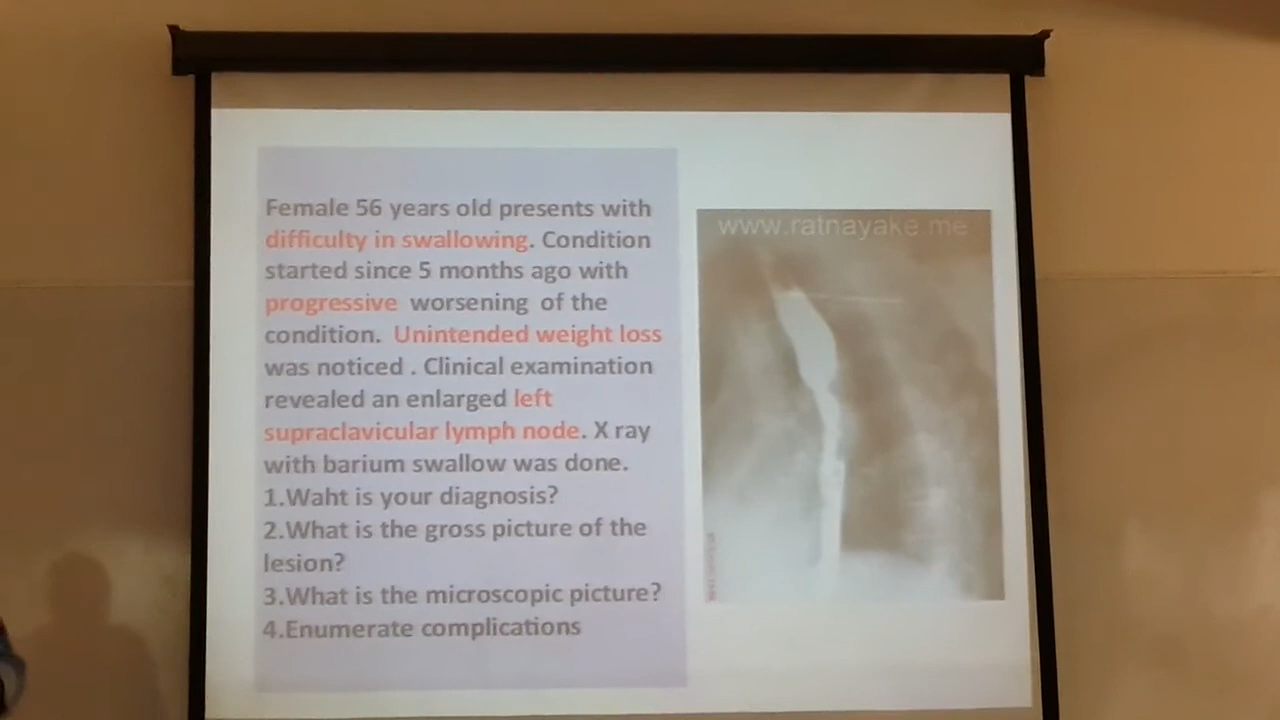 Female 56 years old presents with
difficulty in swallowing. Condition
started since 5 months ago with
progressive worsening of the
condition. Unintended weight loss
was noticed . Clinical examination
revealed an enlarged left
supraclavicular lymph node. X ray
with barium swallow was done.
1.Waht is your diagnosis?
2.What is the gross picture of the
lesion?
3.What is the microscopic picture?
4.Enumerate complications
www.ratnayake.me